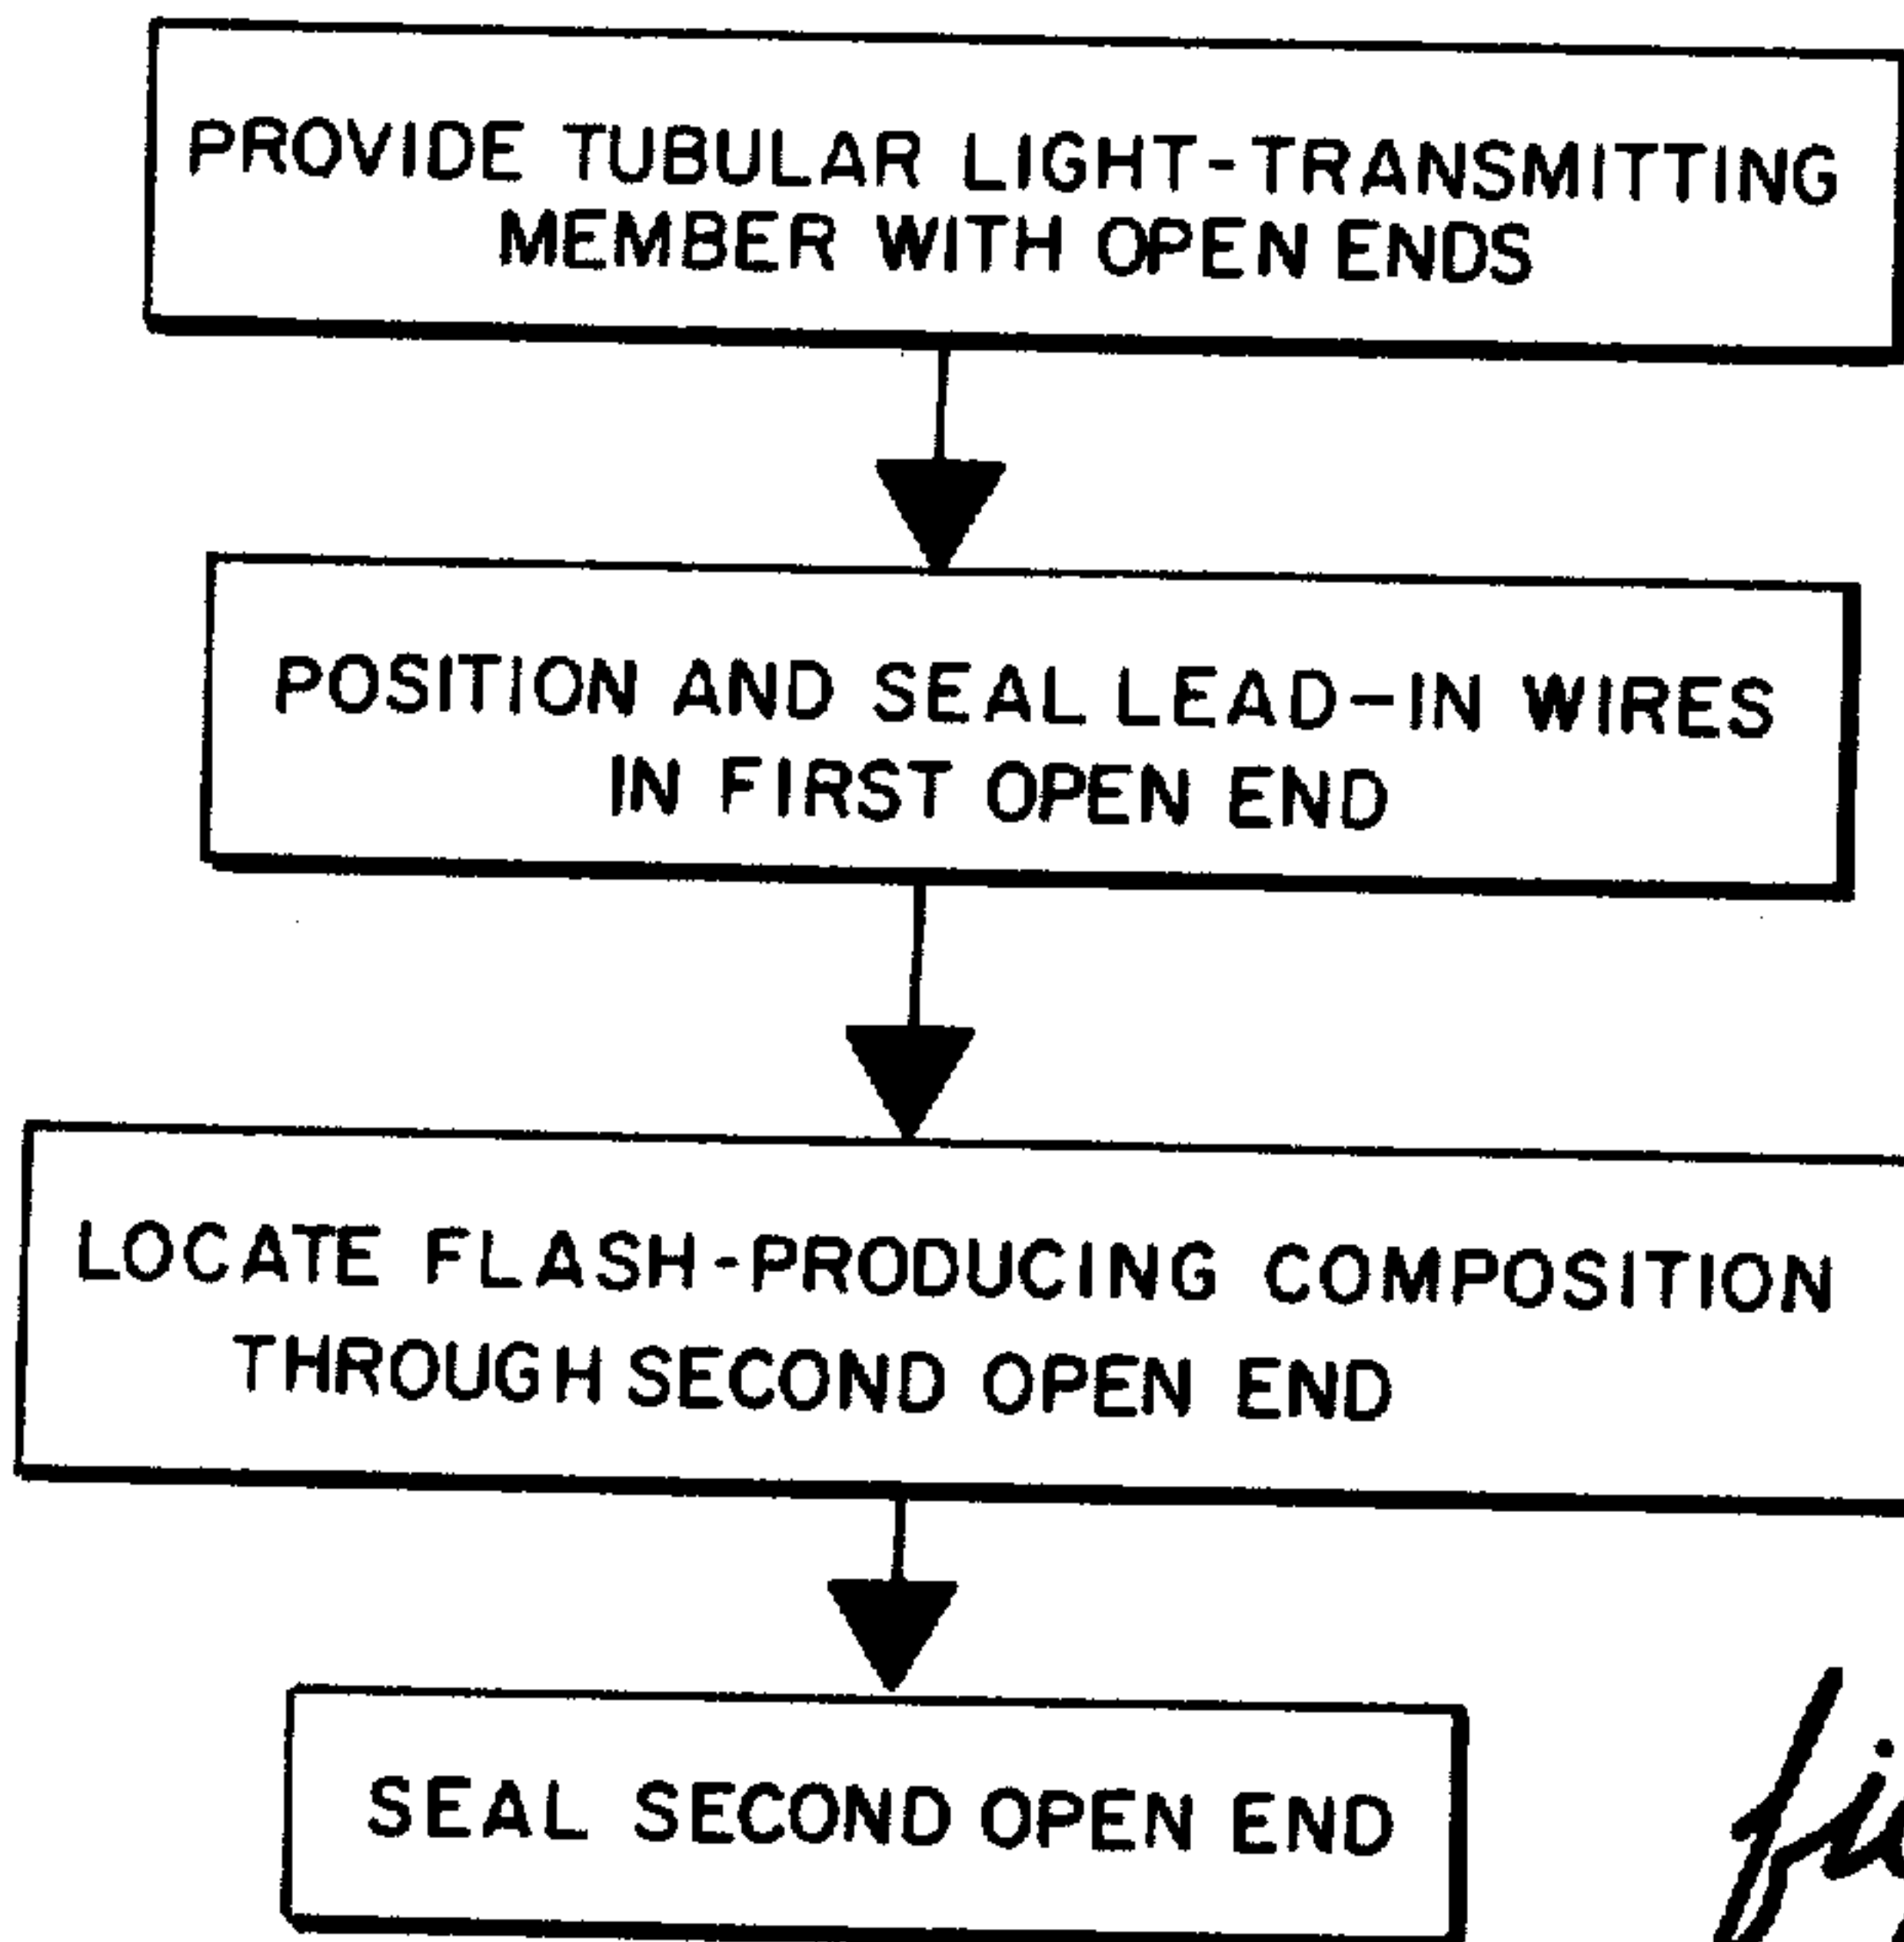 PROVIDE TUBULAR LIGHT-TRANSMITTING
MEMBER WITH OPEN ENDS
POSITION AND SEAL LEAD-IN WIRES
IN FIRST OPEN END
LOCATE FLASH-PRODUCING COMPOSITION
THROUGH SECOND OPEN END
SEAL SECOND OPEN END